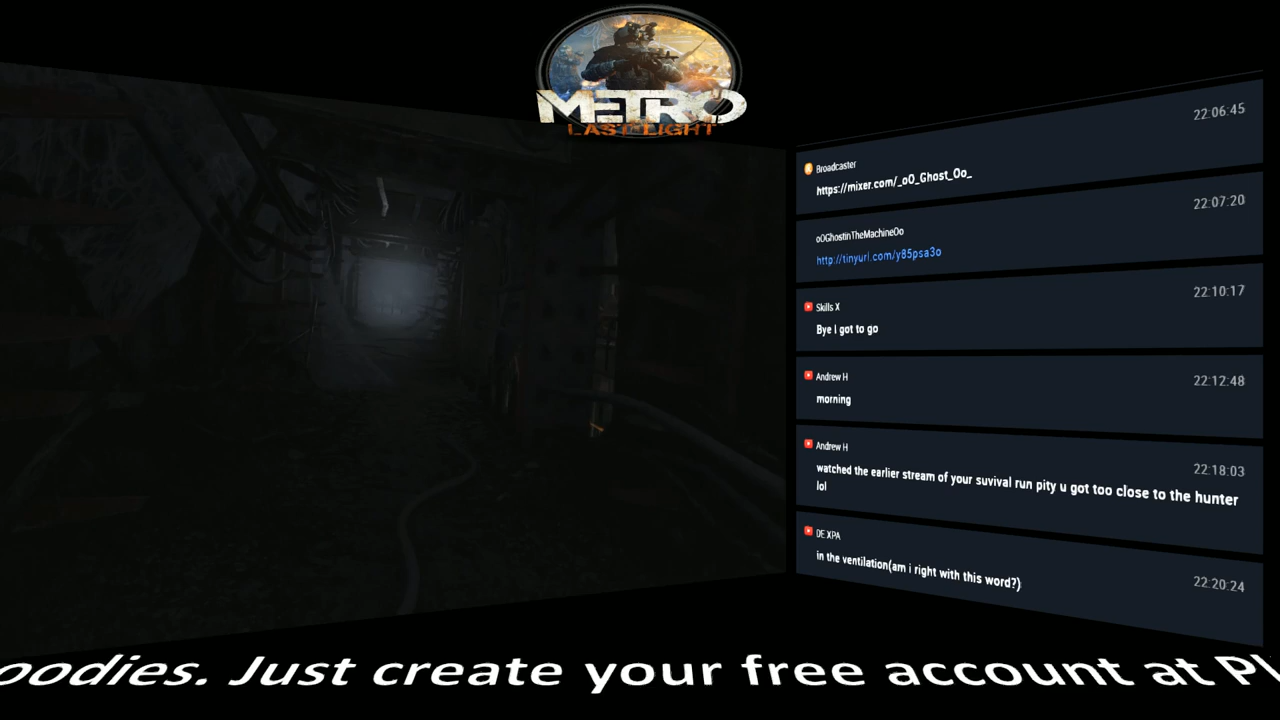 METRO
LAST LIGHT
22:06:45
Broadcaster
https://mixer.com/_oO_Ghost_Oo_
22:07:20
oOGhostinTheMachineOo
http://tinyurl.com/y85psa3o
22:10:17
Skills X
Bye I got to go
22:12:48
Andrew H
morning
Andrew H
22:18:03
watched the earlier stream of your suvival run pity u got too close to the hunter
lol
DE XPA
in the ventilation(am i right with this word?)
22:20:24
oodies. Just create your free account at Pl